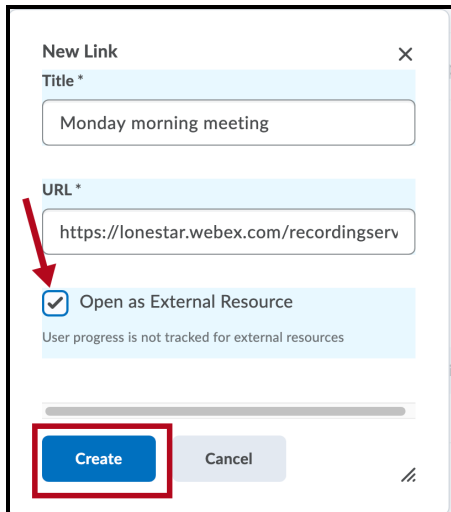 New Link
Title *
Monday morning meeting
URL *
https://lonestar.webex.com/recordingserv
Open as External Resource
User progress is not tracked for external resources
Create Cancel